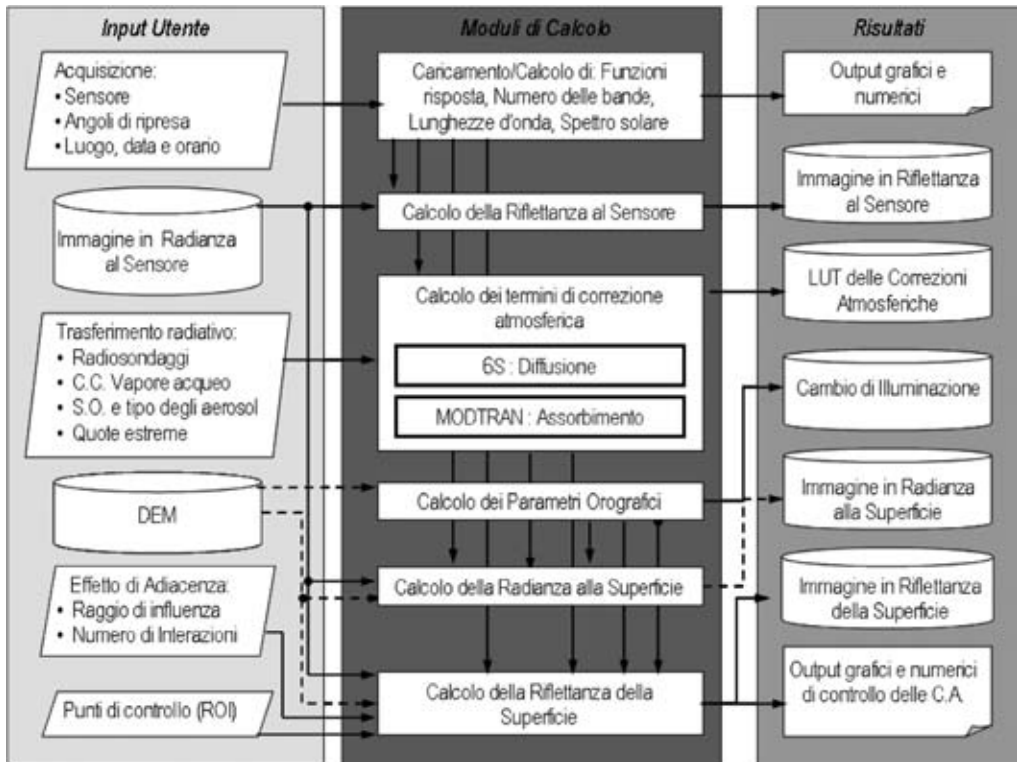 Input Utente
Acquisizione:
• Sensore
• Angoli di ripresa
• Luogo, data e orario
Immagine in Radianza
al Sensore
Trasferimento radiativo:
• Radiosondaggi
• C.C. Vapore acqueo
• S.O. e tipo degli aerosol
• Quote estreme
DEM
Effetto di Adiacenza:
• Raggio di influenza
• Numero di Interazioni
Punti di controllo (ROI)
Moduli di Calcolo
Caricamento/Calcolo di: Funzioni
risposta, Numero delle bande,
Lunghezze d'onda, Spettro solare
Calcolo della Riflettanza al Sensore
Calcolo dei termini di correzione
atmosferica
6S : Diffusione
MODTRAN : Assorbimento
Calcolo dei Parametri Orografici
Calcolo della Radianza alla Superficie
Calcolo della Riflettanza della
Superficie
Risultati
Output grafici e
numerici
Immagine in Riflettanza
al Sensore
LUT delle Correzioni
Atmosferiche
Cambio di Illuminazione
Immagine in Radianza
alla Superficie
Immagine in Riflettanza
della Superficie
Output grafici e numerici
di controllo delle C.A.